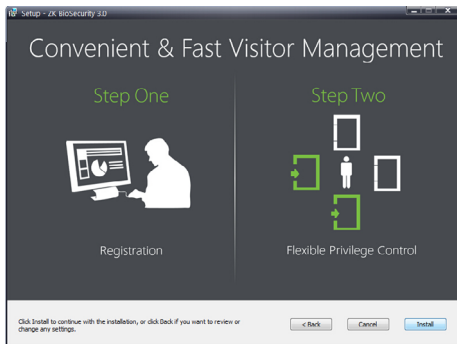 Setup - ZK BioSecurity 3.0
Convenient & Fast Visitor Management
Step One
Step Two
Registration
Flexible Privilege Control
Click Install to continue with the installation, or click Back if you want to review or
change any settings.
< Back
Cancel
Install